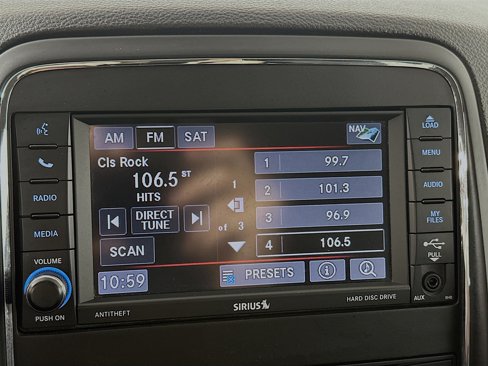 AM FM SAT NAV
Cls Rock
106.5 ST
HITS
DIRECT
TUNE
SCAN
10:59
1
of 3
1 99.7
2 101.3
3 96.9
4 106.5
PRESETS
RADIO
MEDIA
VOLUME
PUSH ON
LOAD
MENU
AUDIO
MY
FILES
PULL
AUX
ANTITHEFT
SIRIUS
HARD DISC DRIVE